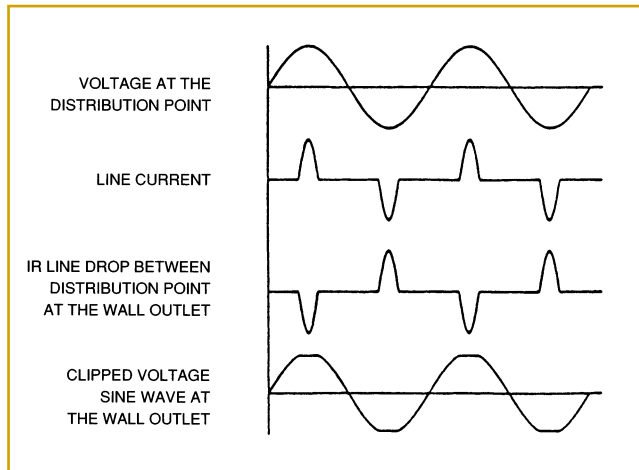 VOLTAGE AT THE
DISTRIBUTION POINT
LINE CURRENT
IR LINE DROP BETWEEN
DISTRIBUTION POINT
AT THE WALL OUTLET
CLIPPED VOLTAGE
SINE WAVE AT
THE WALL OUTLET